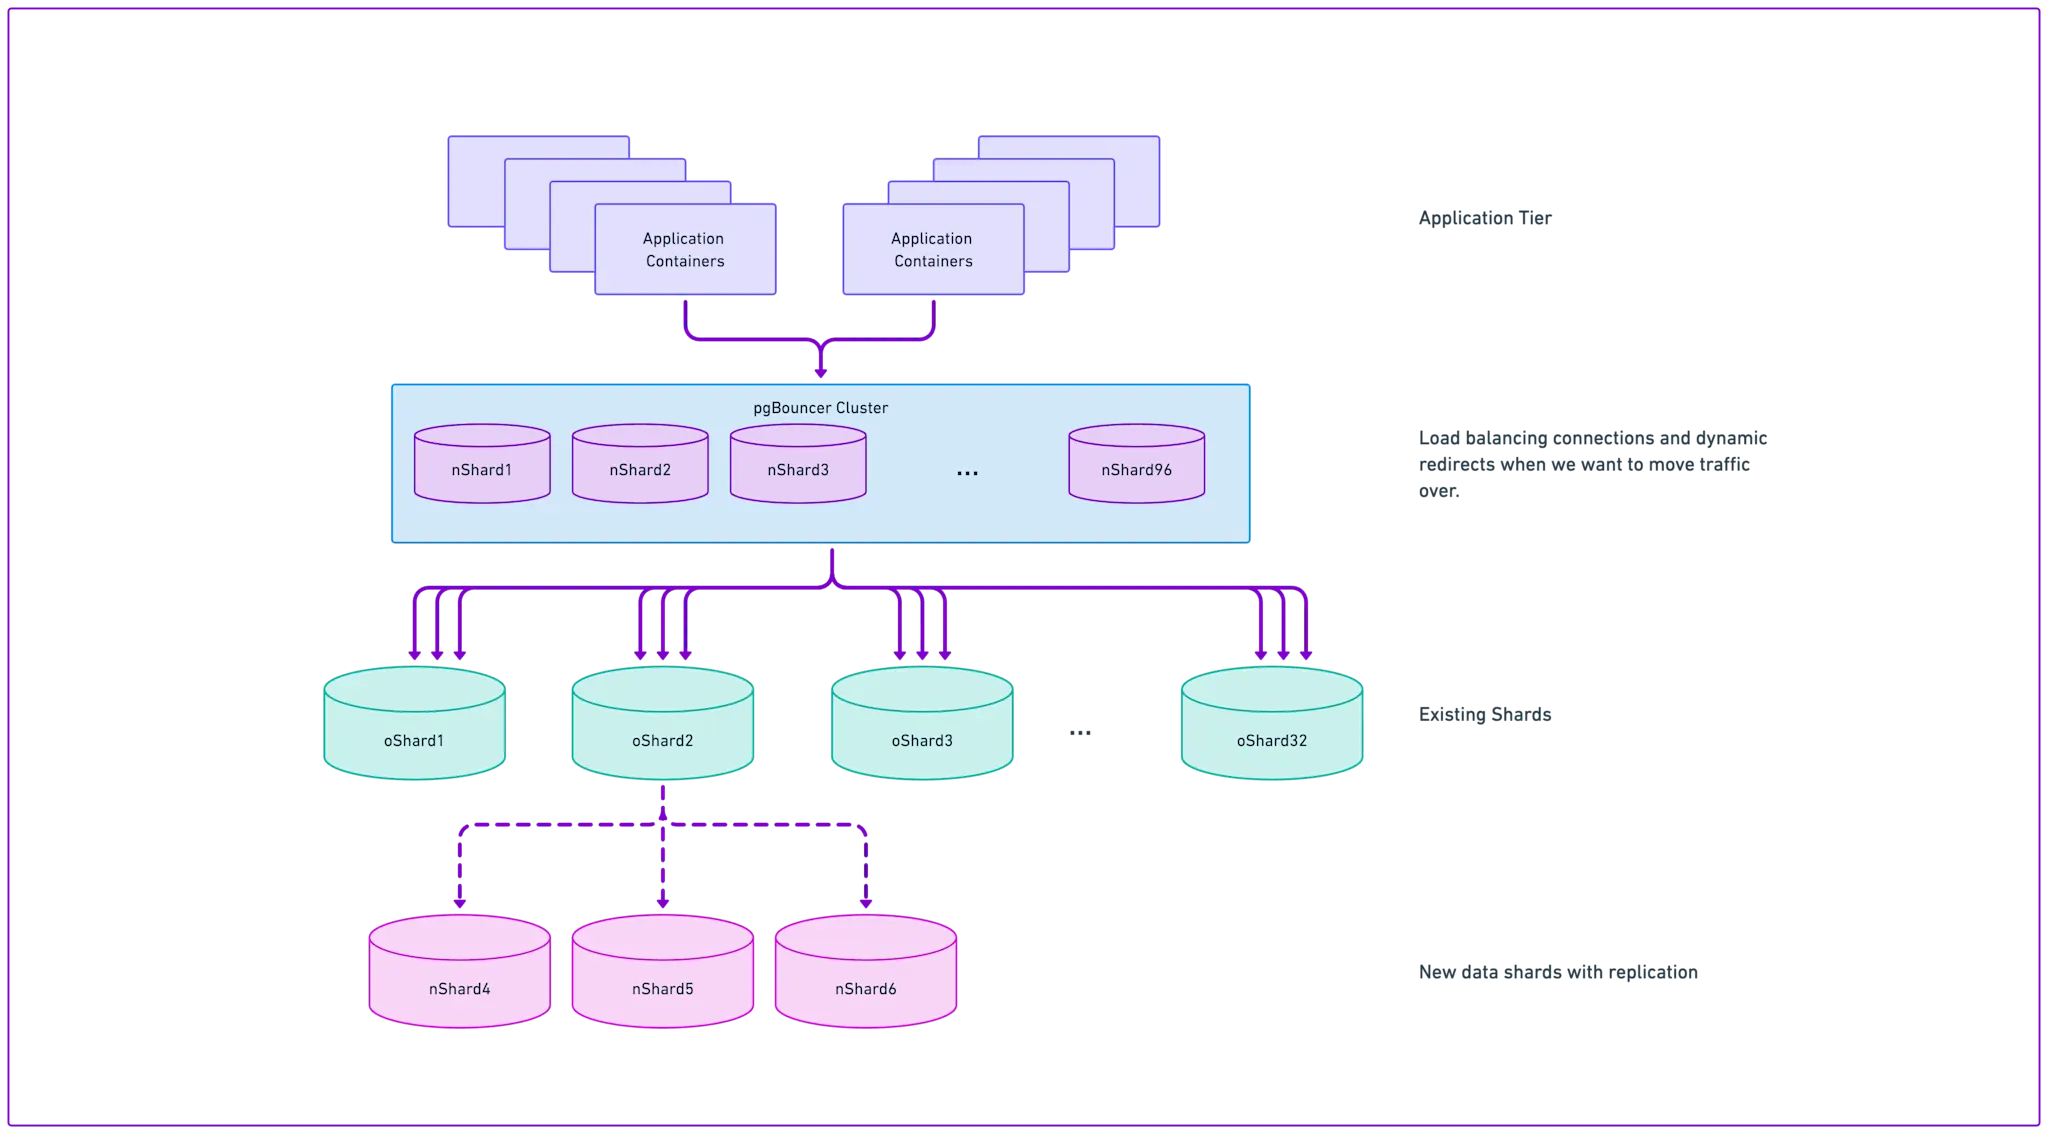 Application
Containers
Application
Containers
Application Tier
pgBouncer Cluster
nShard1
nShard2
nShard3
...
nShard96
Load balancing connections and dynamic
redirects when we want to move traffic
over.
oShard1
oShard2
oShard3
...
oShard32
Existing Shards
nShard4
nShard5
nShard6
New data shards with replication